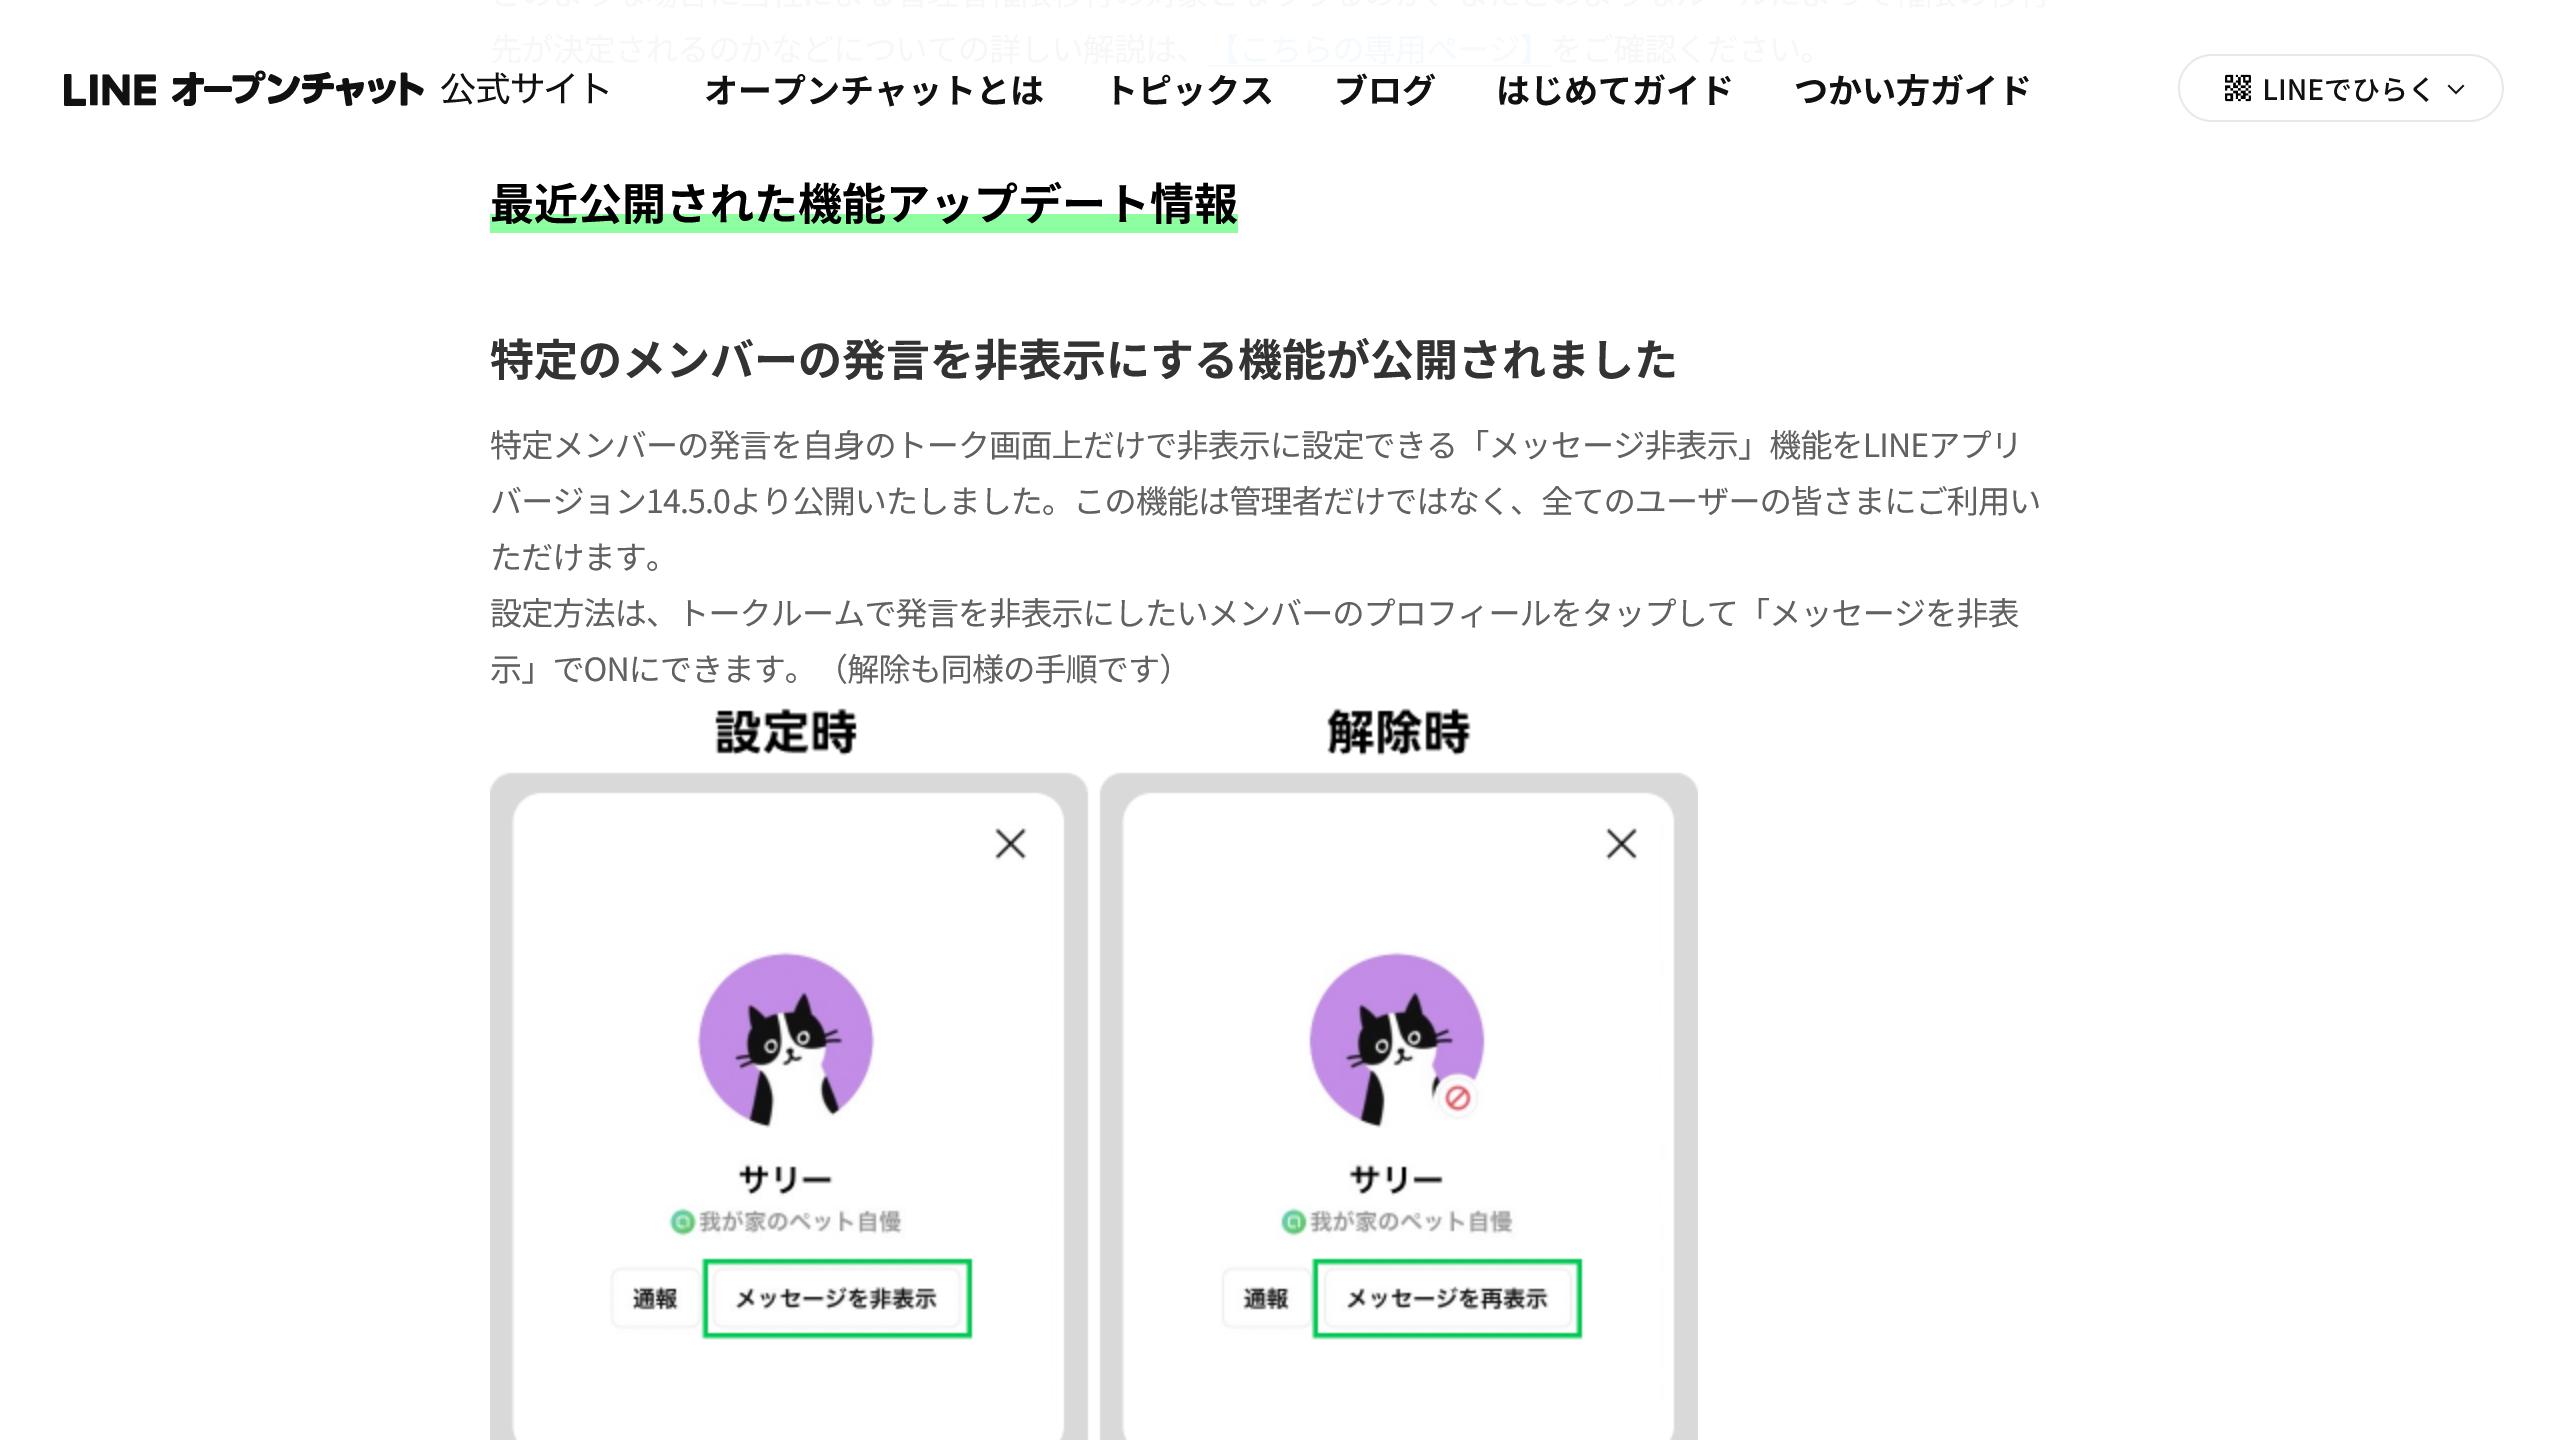 先が決定されるのかなどについての詳しい解説は、【こちらの専用ページ】をご確認ください。
LINE オープンチャット 公式サイト オープンチャットとは トピックス ブログ はじめてガイド つかい方ガイド LINEでひらく
最近公開された機能アップデート情報
特定のメンバーの発言を非表示にする機能が公開されました
特定メンバーの発言を自身のトーク画面上だけで非表示に設定できる「メッセージ非表示」機能をLINEアプリ
バージョン14.5.0より公開いたしました。この機能は管理者だけではなく、全てのユーザーの皆さまにご利用い
ただけます。
設定方法は、トークルームで発言を非表示にしたいメンバーのプロフィールをタップして「メッセージを非表
示」でONにできます。（解除も同様の手順です）
設定時 解除時
サリー サリー
我が家のペット自慢 我が家のペット自慢
通報 メッセージを非表示 通報 メッセージを再表示